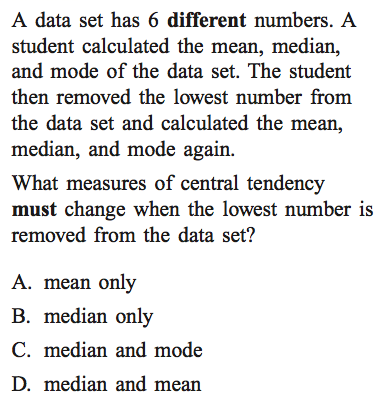 A data set has 6 different numbers. A
student calculated the mean, median,
and mode of the data set. The student
then removed the lowest number from
the data set and calculated the mean,
median, and mode again.
What measures of central tendency
must change when the lowest number is
removed from the data set?
A. mean only
B. median only
C. median and mode
D. median and mean